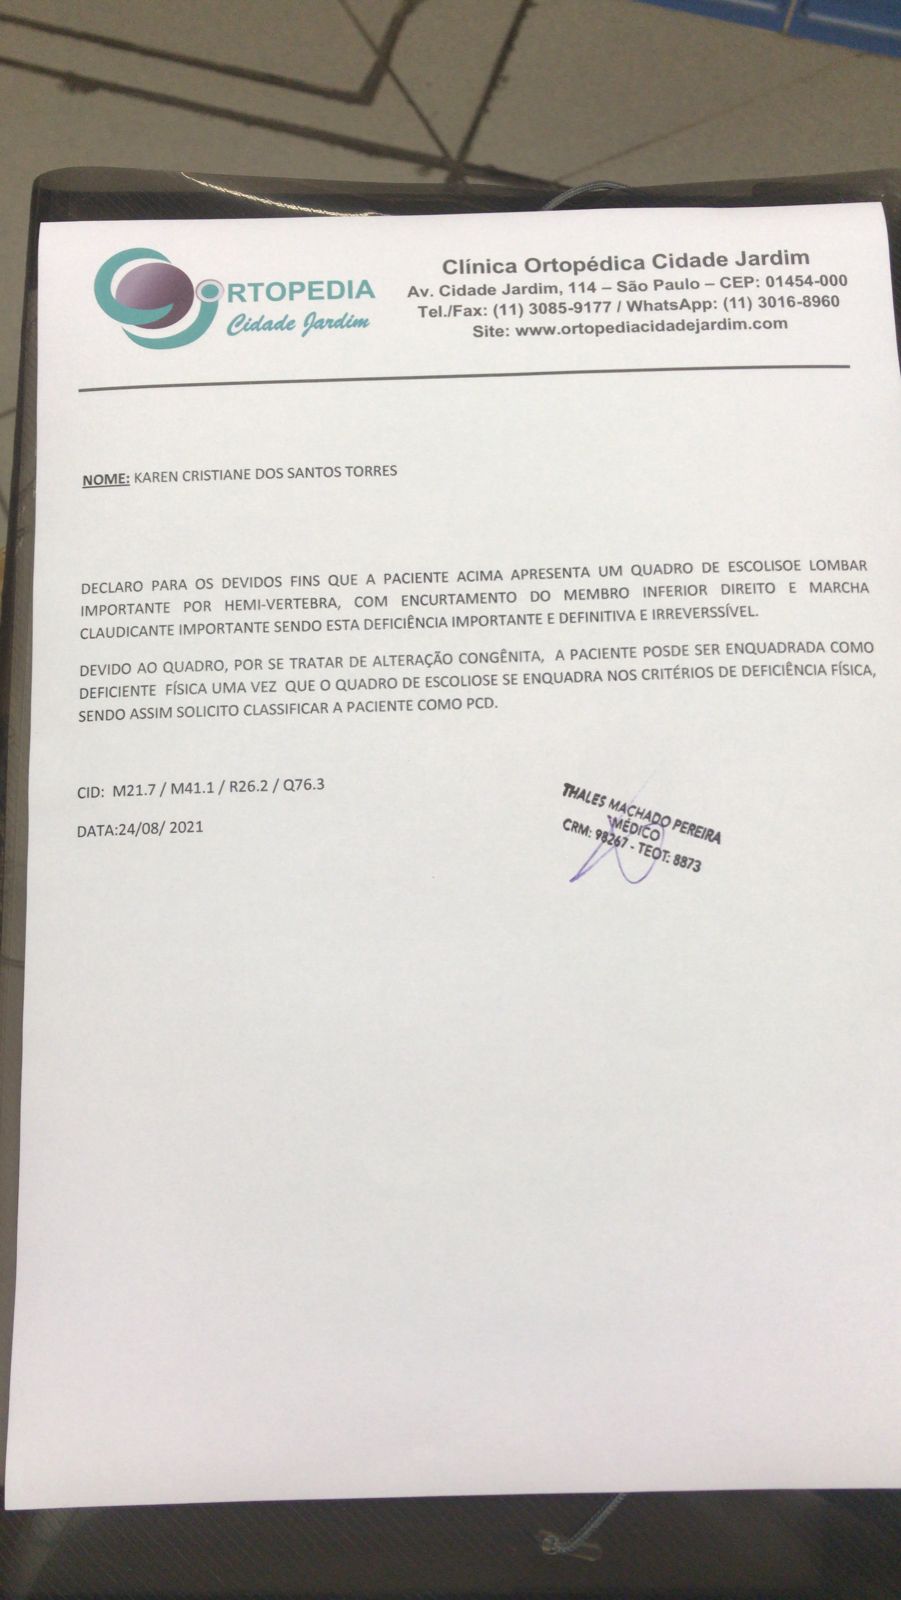 ORTOPEDIA
Cidade Jardim
Clínica Ortopédica Cidade Jardim
Av. Cidade Jardim, 114 – São Paulo – CEP: 01454-000
Tel./Fax: (11) 3085-9177 / WhatsApp: (11) 3016-8960
Site: www.ortopediacidadejardim.com
NOME: KAREN CRISTIANE DOS SANTOS TORRES
DECLARO PARA OS DEVIDOS FINS QUE A PACIENTE ACIMA APRESENTA UM QUADRO DE ESCOLISOE LOMBAR
IMPORTANTE POR HEMI-VERTEBRA, COM ENCURTAMENTO DO MEMBRO INFERIOR DIREITO E MARCHA
CLAUDICANTE IMPORTANTE SENDO ESTA DEFICIÊNCIA IMPORTANTE E DEFINITIVA E IRREVERSSÍVEL.
DEVIDO AO QUADRO, POR SE TRATAR DE ALTERAÇÃO CONGÊNITA, A PACIENTE POSDE SER ENQUADRADA COMO
DEFICIENTE FÍSICA UMA VEZ QUE O QUADRO DE ESCOLIOSE SE ENQUADRA NOS CRITÉRIOS DE DEFICIÊNCIA FÍSICA,
SENDO ASSIM SOLICITO CLASSIFICAR A PACIENTE COMO PCD.
CID: M21.7 / M41.1 / R26.2 / Q76.3
DATA:24/08/ 2021
THALES MACHADO PEREIRA
MÉDICO
CRM: 98267 - TEOT: 8873